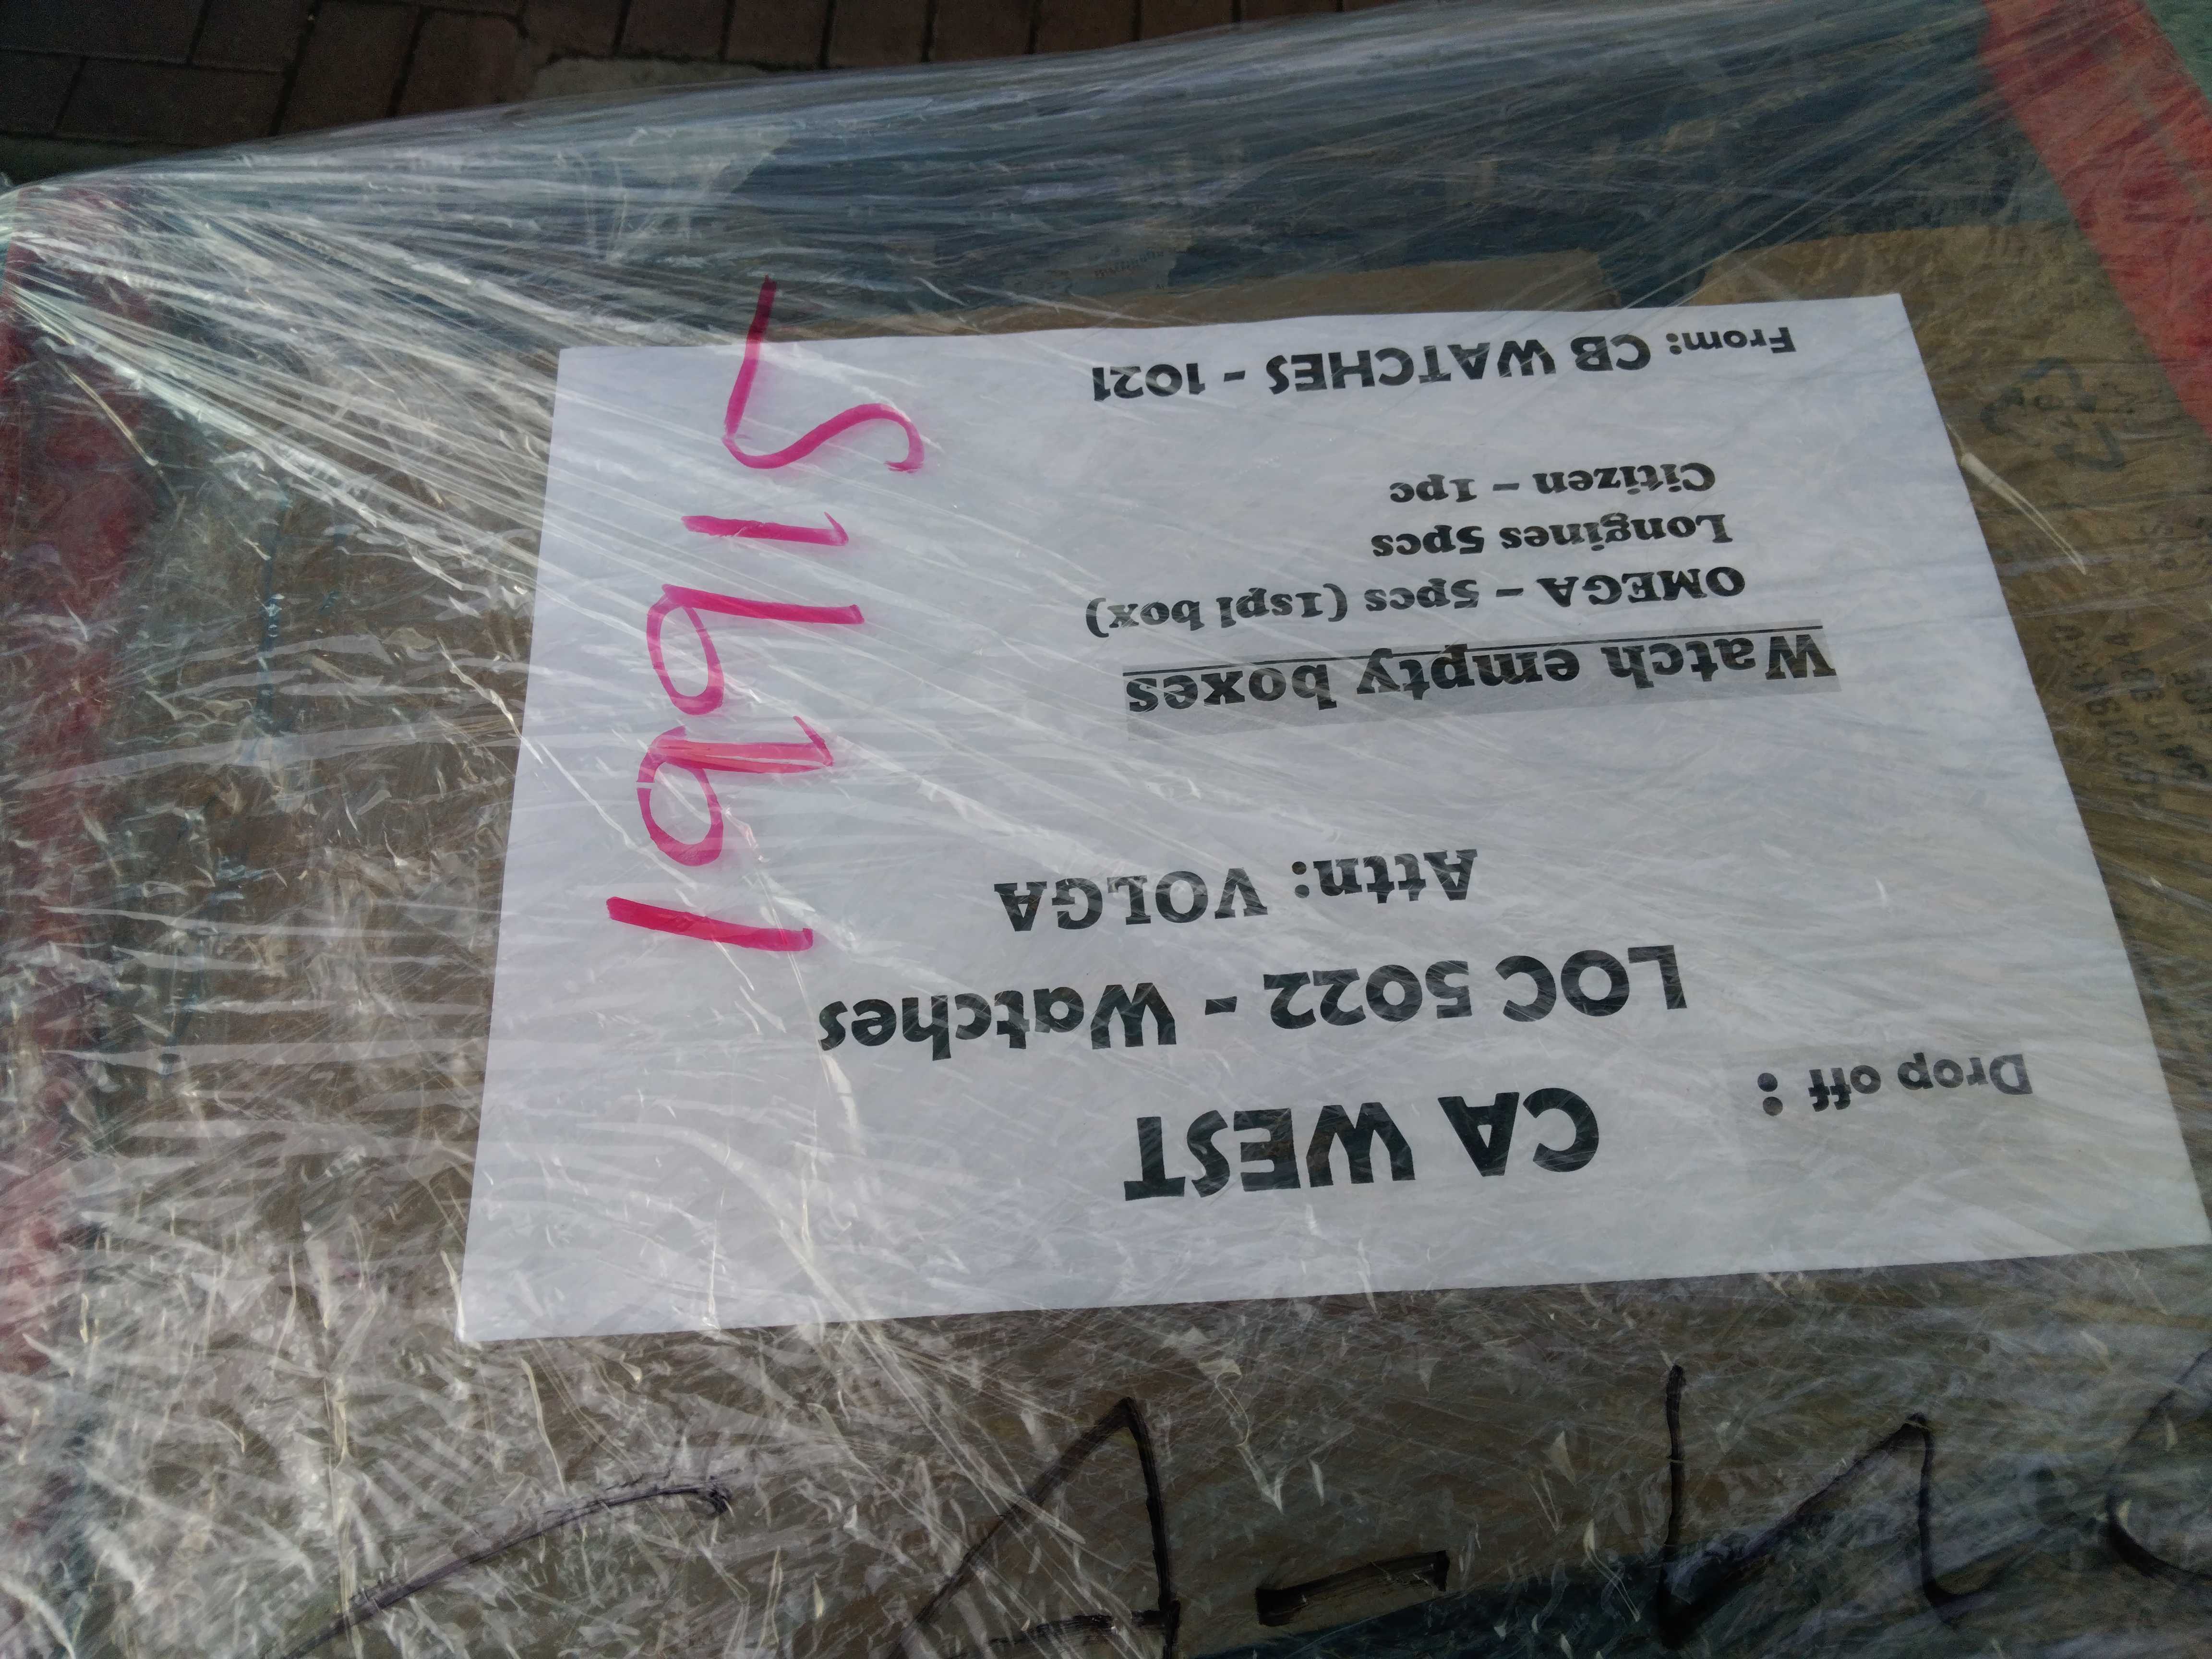 Drop off :
CA WEST
LOC 5022 - Watches
Attn: VOLGA
Watch empty boxes
OMEGA – 5pcs (1spl box)
Longines 5pcs
Citizen – 1pc
From: CB WATCHES - 1021
S1661